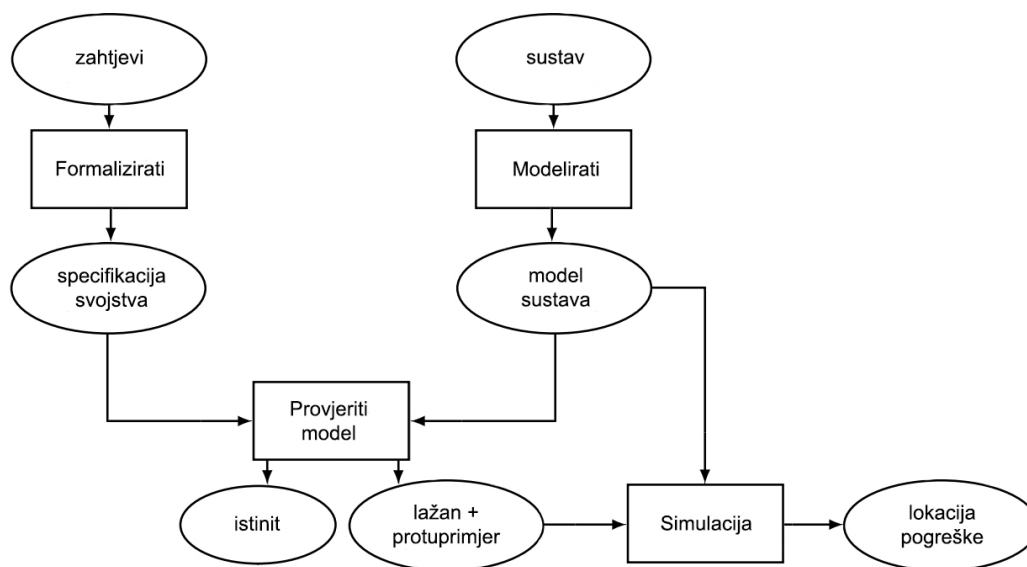 zahtjevi
sustav
Formalizirati
Modelirati
specifikacija
svojstva
model
sustava
Provjeriti
model
istinit
lažan +
protuprimjer
Simulacija
lokacija
pogreške